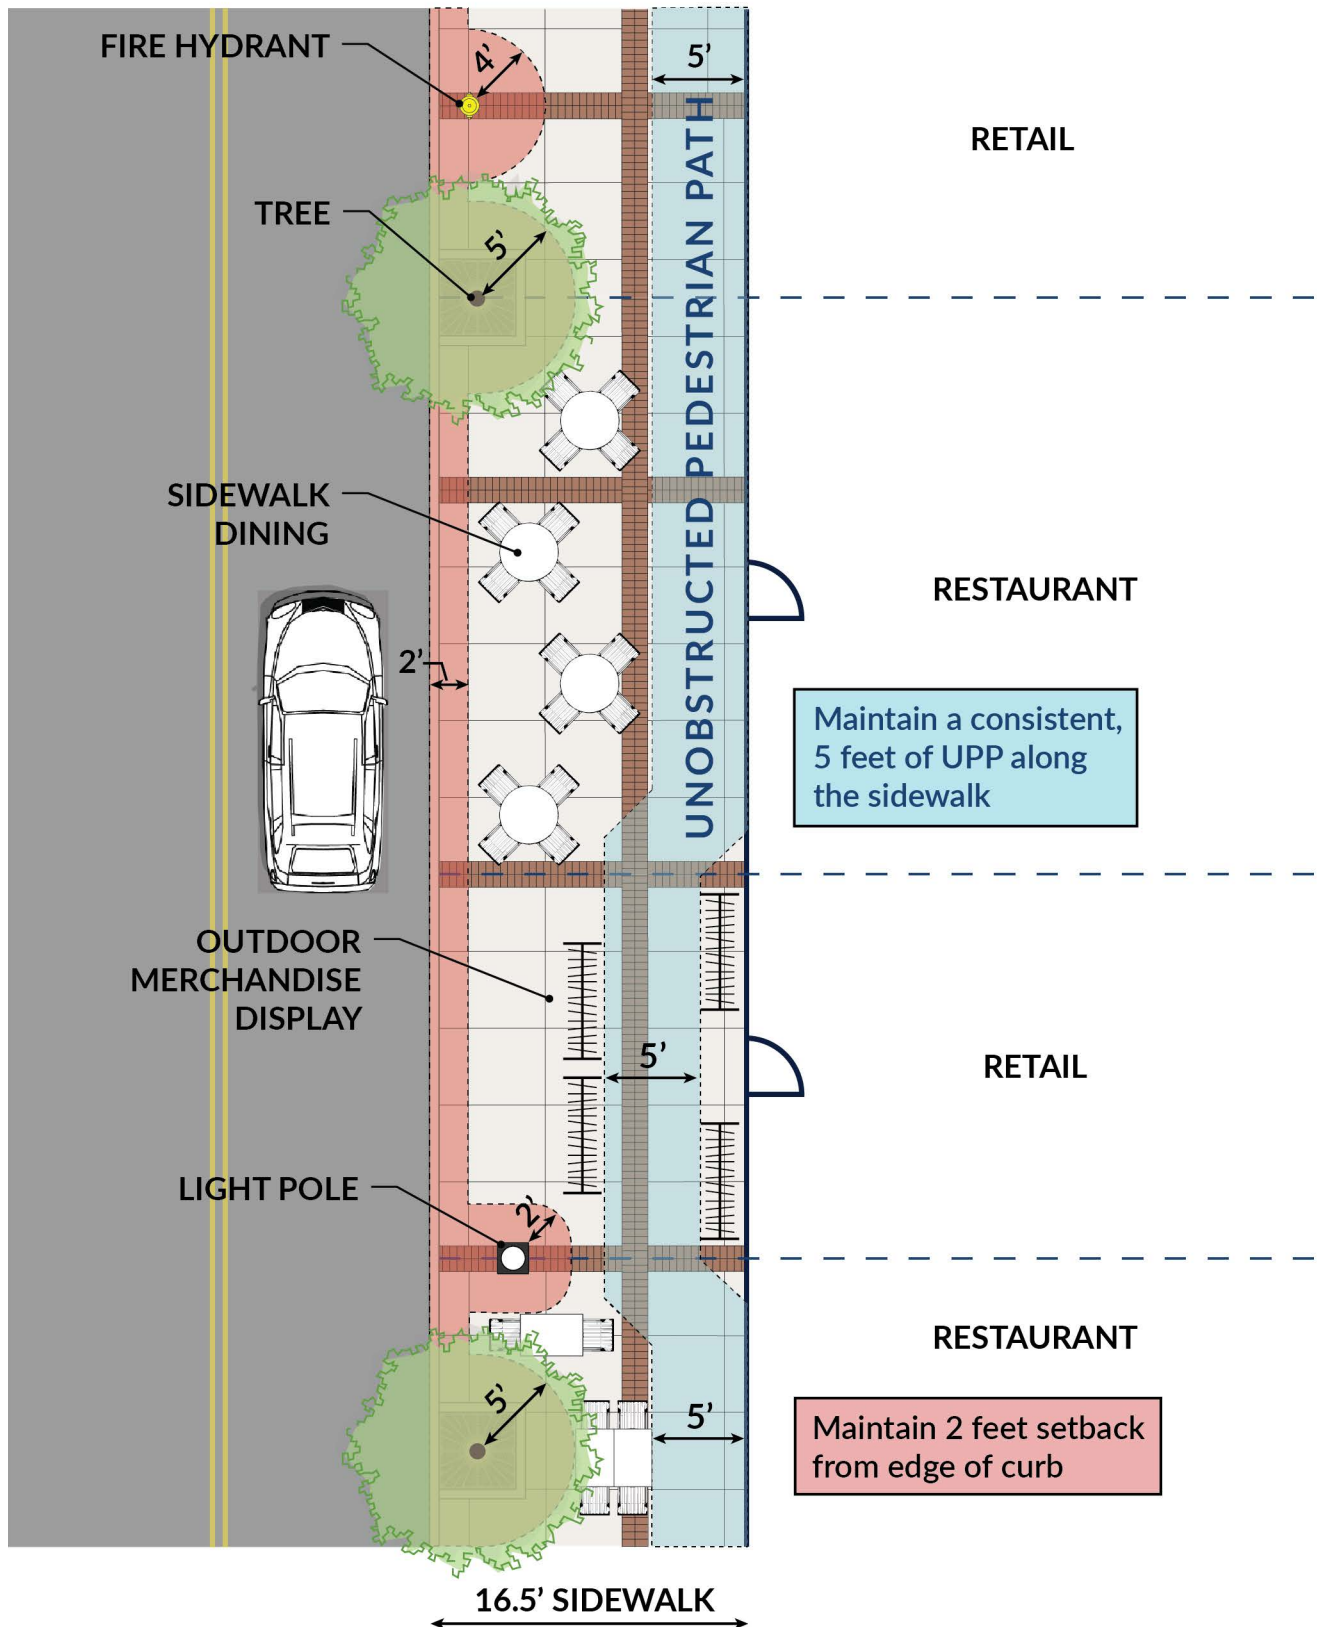 FIRE HYDRANT
4’
5’
RETAIL
TREE
5’
UNOBSTRUCTED PEDESTRIAN PATH
SIDEWALK
DINING
RESTAURANT
2’
Maintain a consistent,
5 feet of UPP along
the sidewalk
OUTDOOR
MERCHANDISE
DISPLAY
5’
RETAIL
LIGHT POLE
2’
RESTAURANT
5’
5’
Maintain 2 feet setback
from edge of curb
16.5’ SIDEWALK